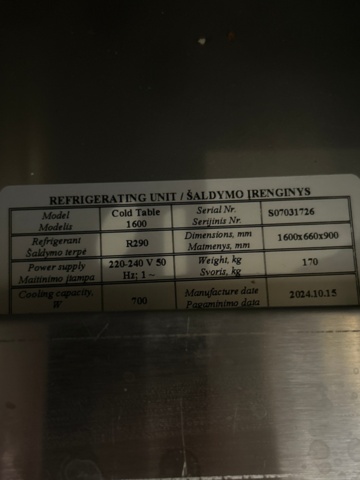 REFRIGERATING UNIT / ŠALDYMO ĮRENGINYS
Model Cold Table Serial Nr. S07031726
Modelis 1600 Serijinis Nr.
Refrigerant R290 Dimensions, mm 1600x660x900
Šaldymo terpė Matmenys, mm
Power supply 220-240 V 50 Weight, kg 170
Maitinimo įtampa Hz; 1 ~ Svoris, kg
Cooling capacity, 700 Manufacture date 2024.10.15
W Pagaminimo data